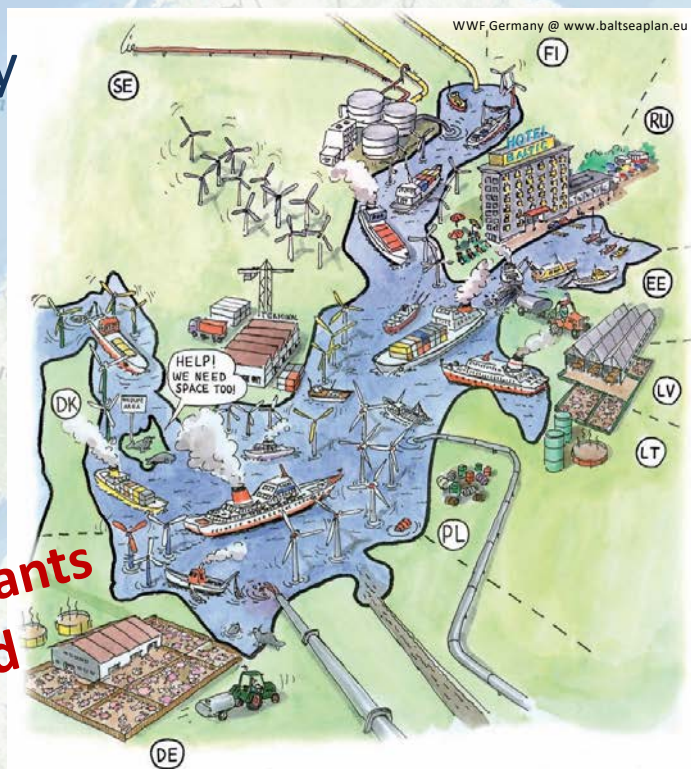 WWF Germany @ www.baltseaplan.eu
y
FI
SE
RU
HOTEL
BALTIC
EE
HELP!
WE NEED
SPACE TOO!
DK
AREA
LV
LT
PL
ants
d
DE